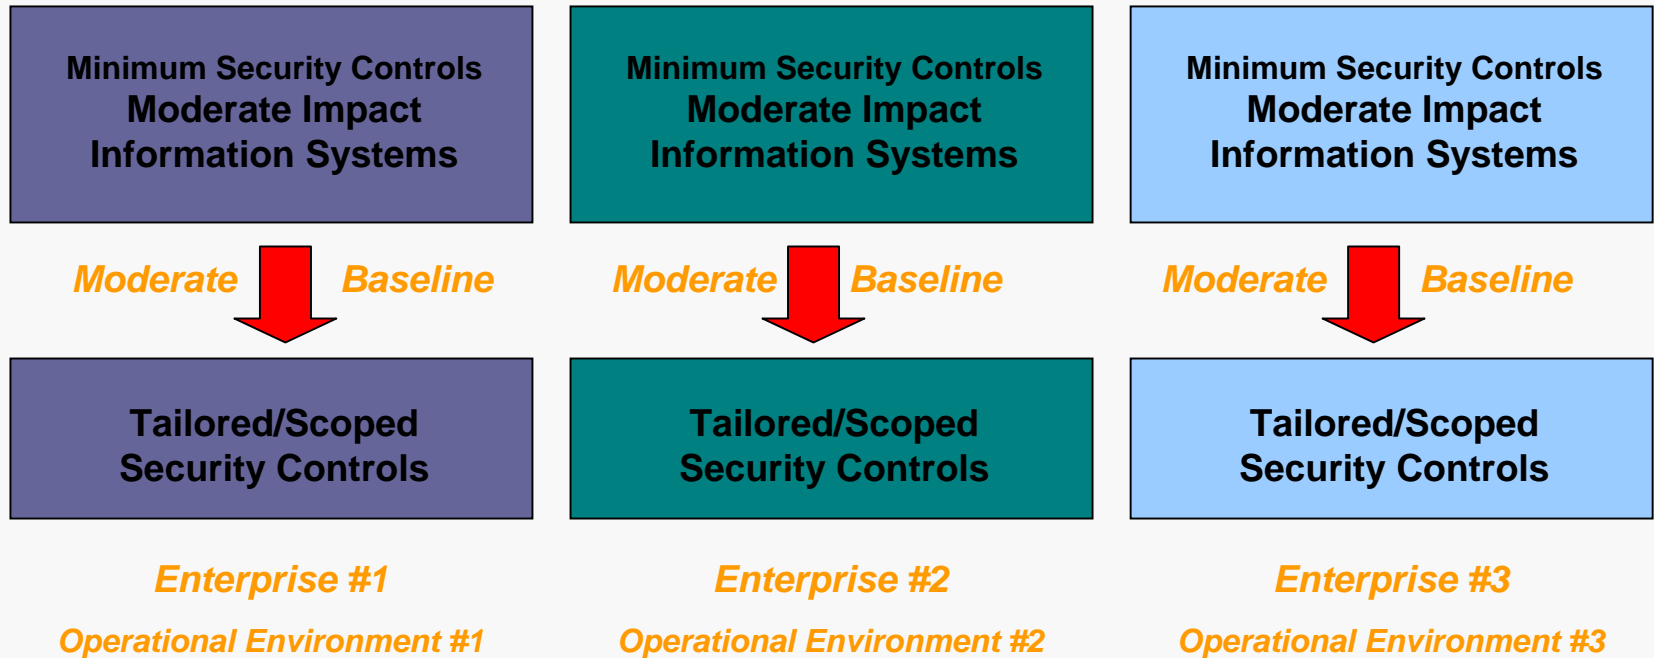 Minimum Security Controls
Moderate Impact
Information Systems
Minimum Security Controls
Moderate Impact
Information Systems
Minimum Security Controls
Moderate Impact
Information Systems
Moderate Baseline
Moderate Baseline
Moderate Baseline
Tailored/Scoped
Security Controls
Tailored/Scoped
Security Controls
Tailored/Scoped
Security Controls
Enterprise #1
Enterprise #2
Enterprise #3
Operational Environment #1
Operational Environment #2
Operational Environment #3